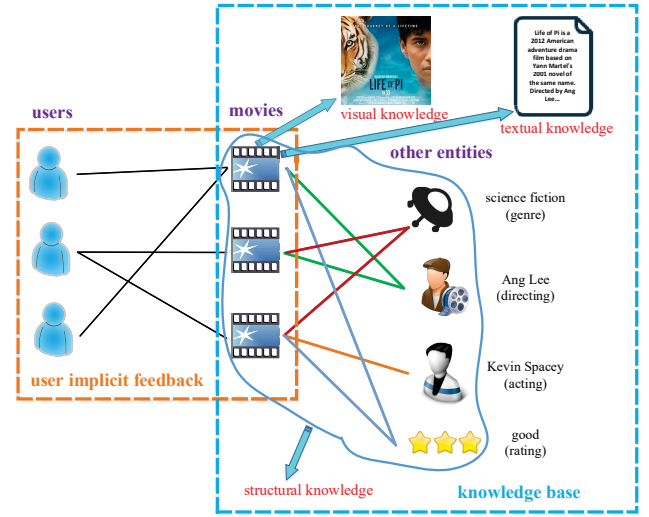 users
movies
LIFE OF PI
Life of Pi is a
2012 American
adventure drama
film based on
Yann Martel's
2001 novel of
the same name.
Directed by Ang
Lee...
visual knowledge
textual knowledge
other entities
science fiction
(genre)
Ang Lee
(directing)
Kevin Spacey
(acting)
good
(rating)
user implicit feedback
structural knowledge
knowledge base